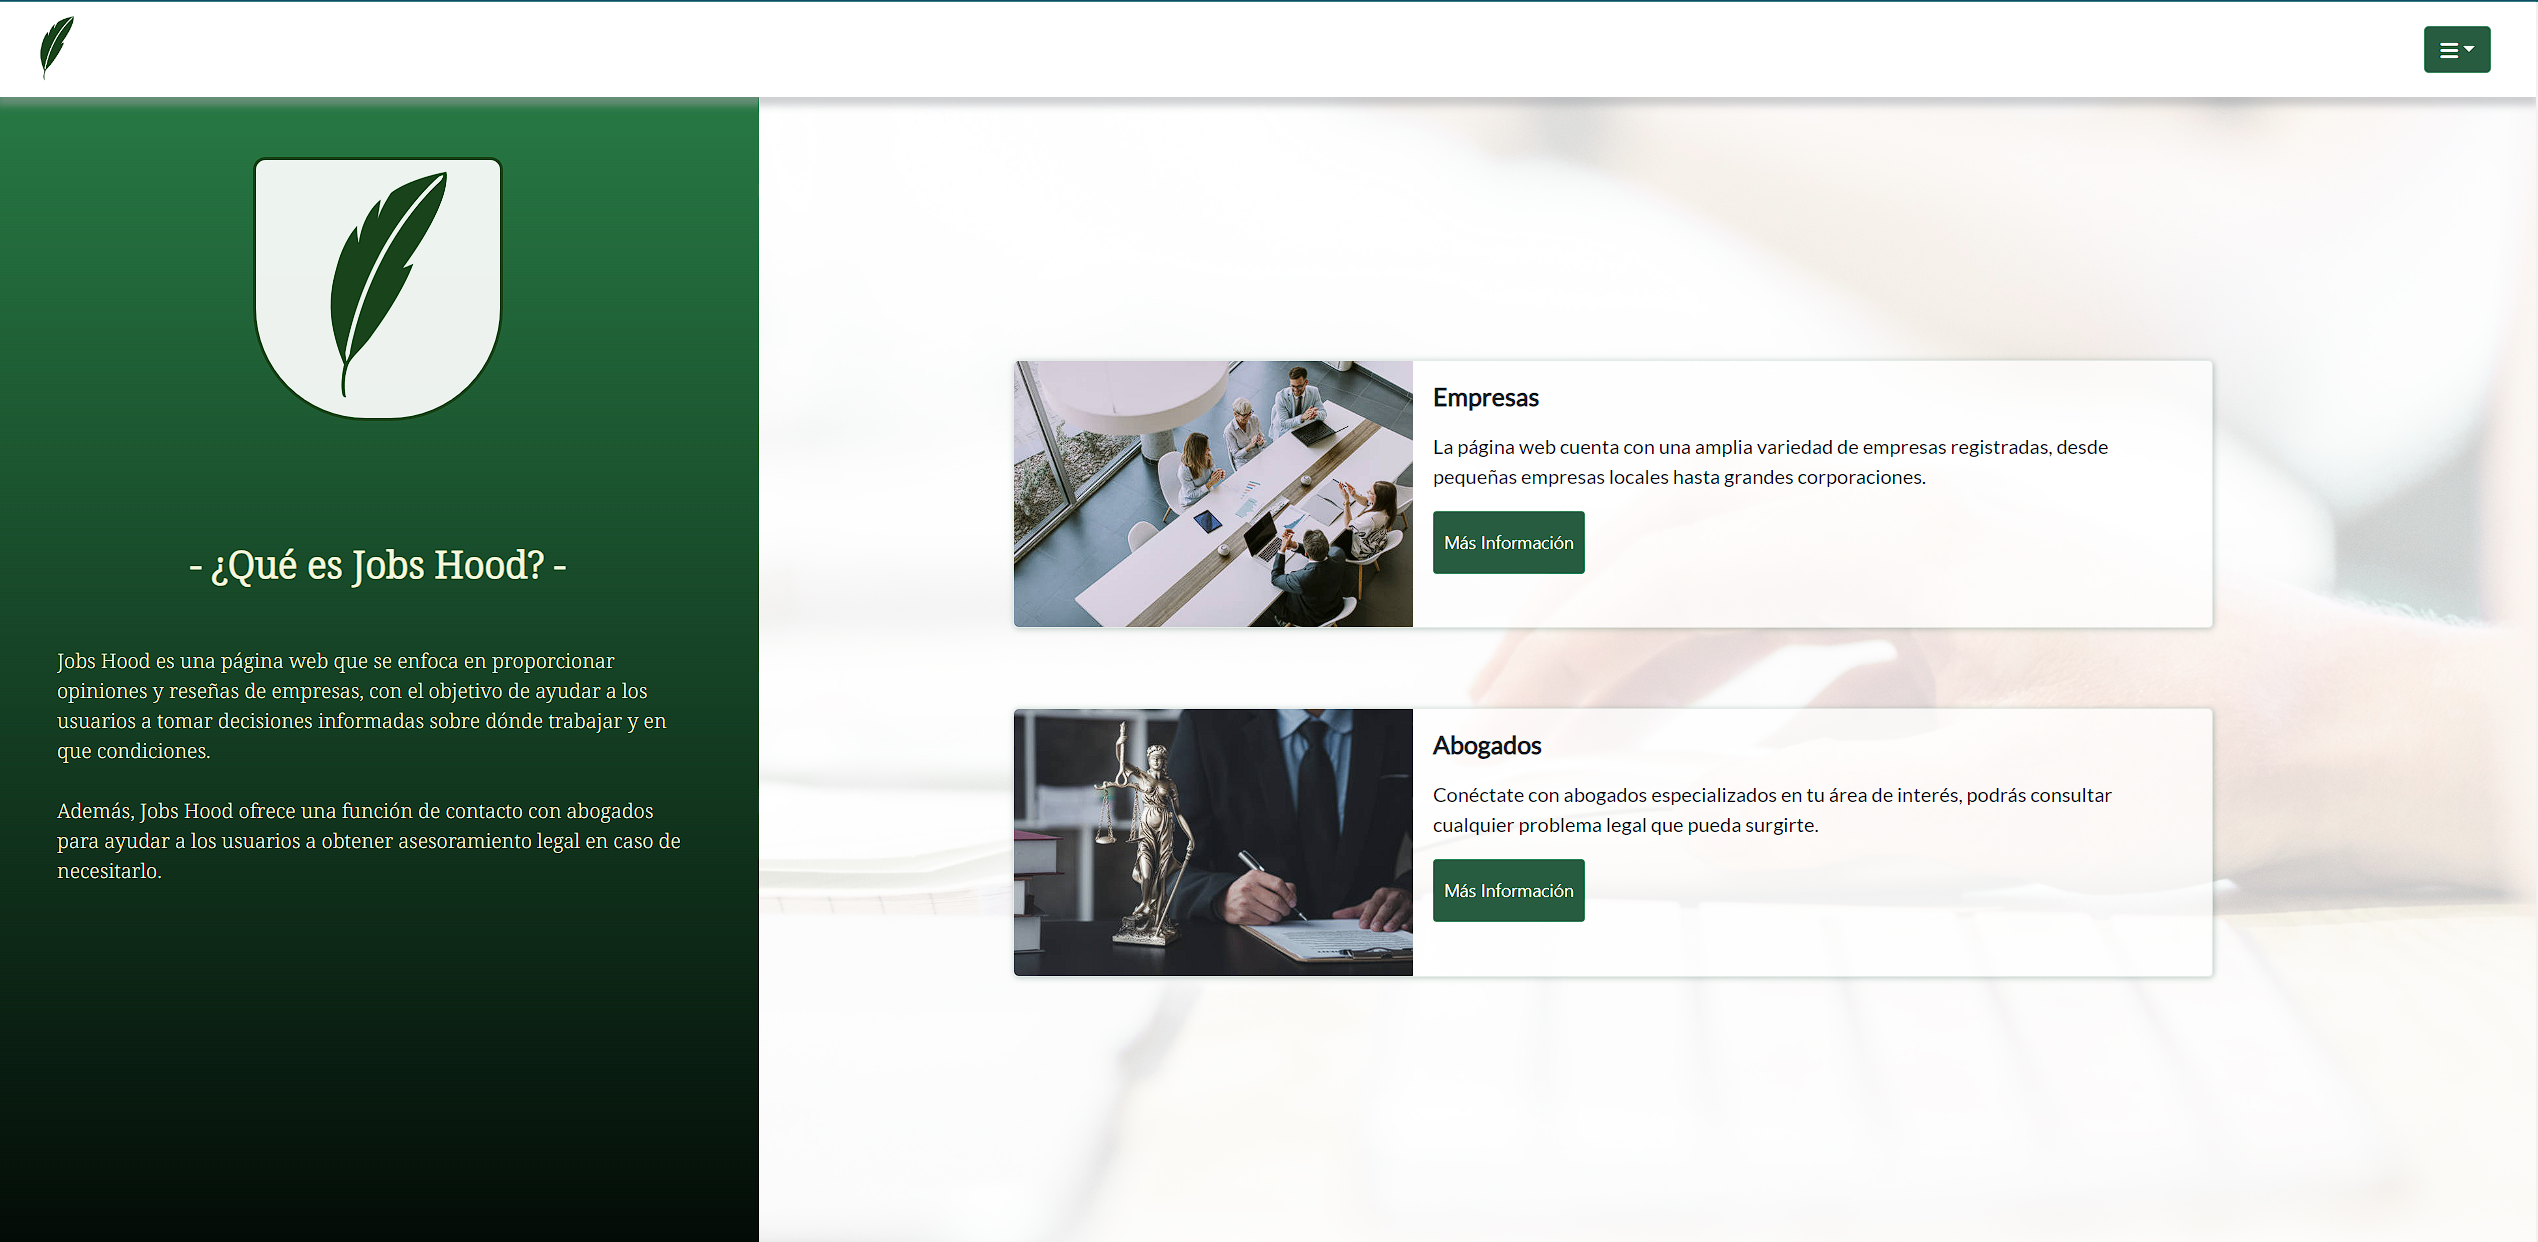 - ¿Qué es Jobs Hood? -
Jobs Hood es una página web que se enfoca en proporcionar
opiniones y reseñas de empresas, con el objetivo de ayudar a los
usuarios a tomar decisiones informadas sobre dónde trabajar y en
que condiciones.
Además, Jobs Hood ofrece una función de contacto con abogados
para ayudar a los usuarios a obtener asesoramiento legal en caso de
necesitarlo.
Empresas
La página web cuenta con una amplia variedad de empresas registradas, desde
pequeñas empresas locales hasta grandes corporaciones.
Más Información
Abogados
Conéctate con abogados especializados en tu área de interés, podrás consultar
cualquier problema legal que pueda surgirte.
Más Información